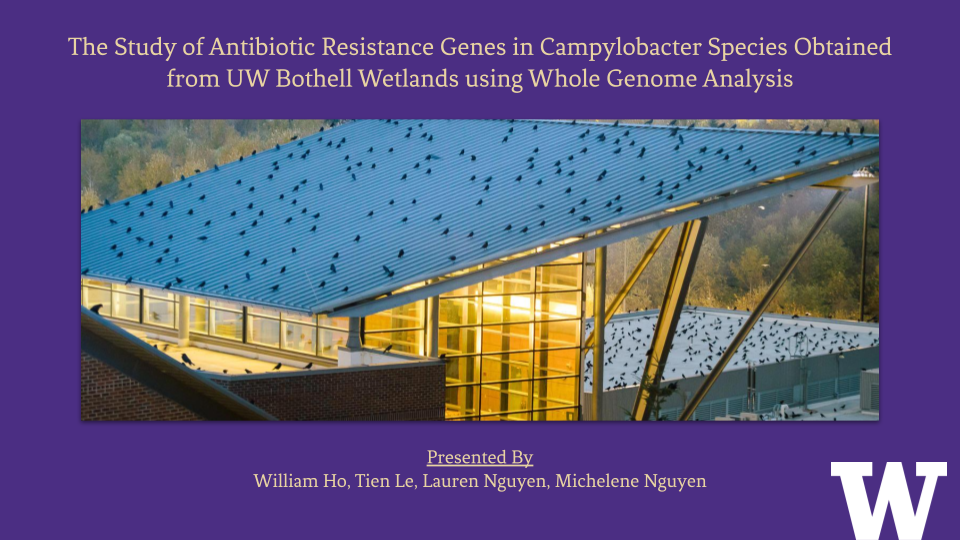 The Study of Antibiotic Resistance Genes in Campylobacter Species Obtained
from UW Bothell Wetlands using Whole Genome Analysis
Presented By
William Ho, Tien Le, Lauren Nguyen, Michelene Nguyen
W